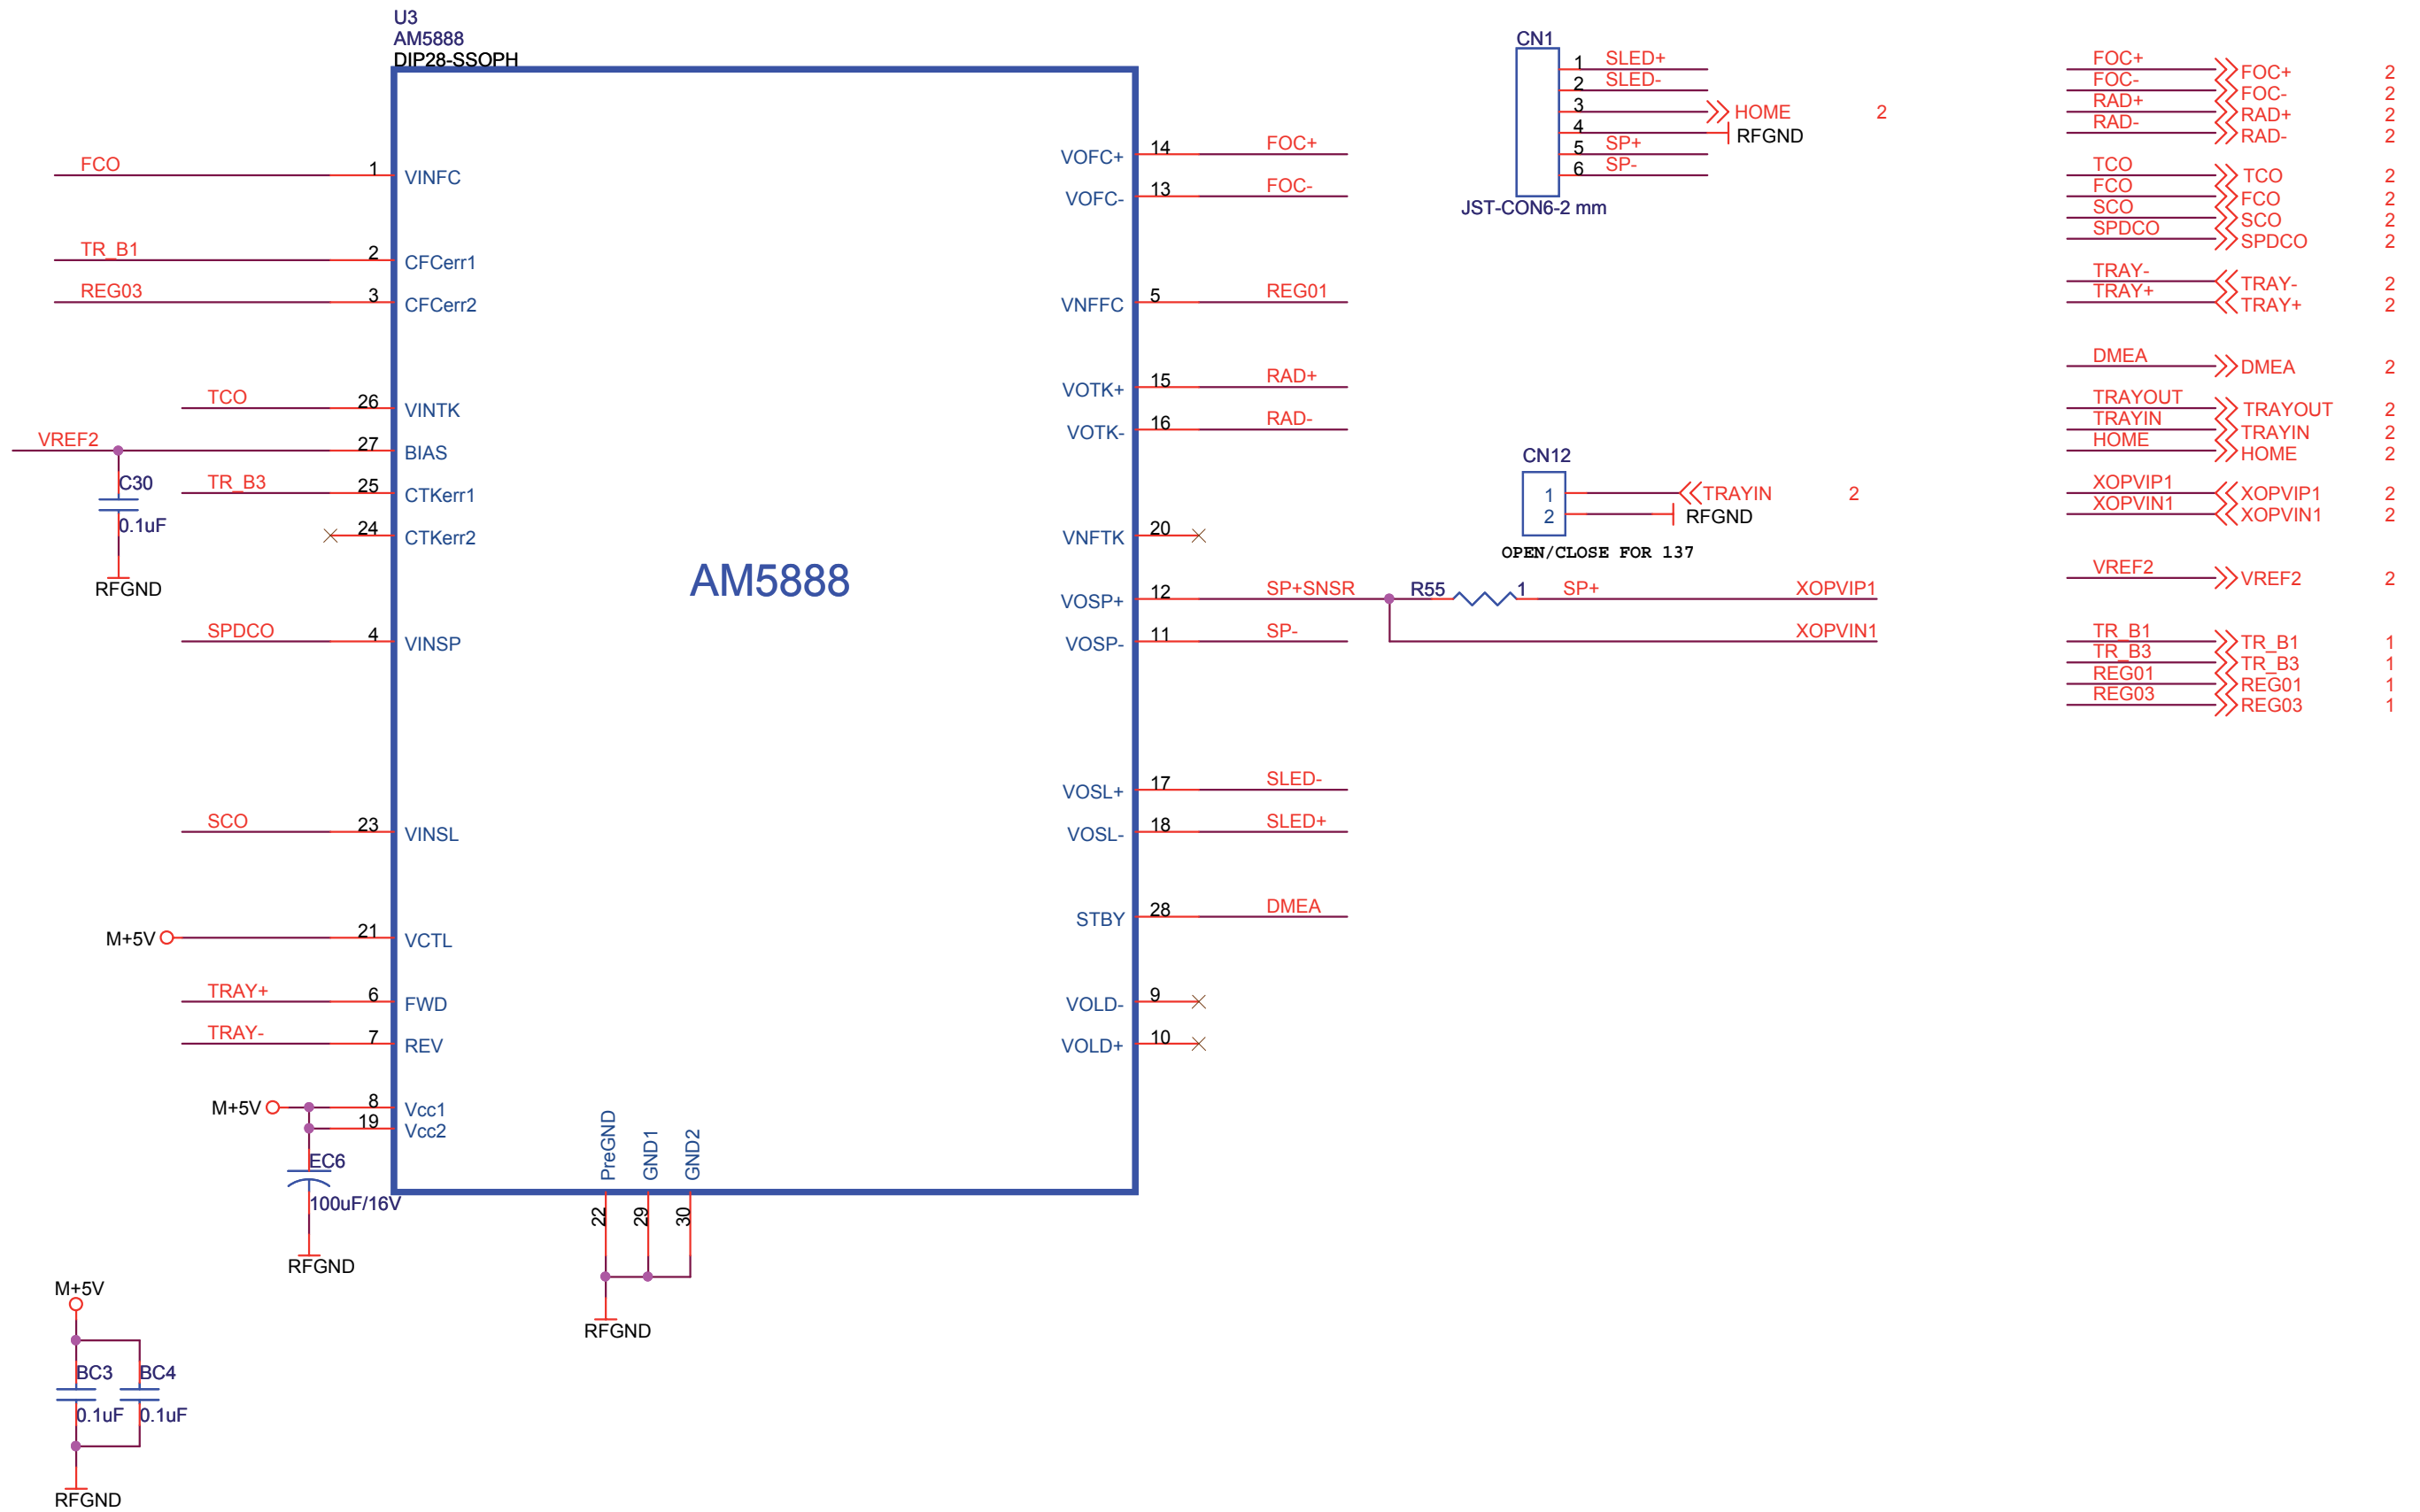 U3
AM5888
DIP28-SSOPH
FCO 1 VINFC
TR_B1 2 CFCerr1
REG03 3 CFCerr2
TCO 26 VINTK
VREF2 27 BIAS
C30
0.1uF
RFGND
TR_B3 25 CTKerr1
24 CTKerr2
SPDCO 4 VINSP
SCO 23 VINSL
M+5V 21 VCTL
TRAY+ 6 FWD
TRAY- 7 REV
M+5V 8 Vcc1
19 Vcc2
EC6
100uF/16V
RFGND
AM5888
PreGND GND1 GND2
22 29 30
RFGND
M+5V
BC3 BC4
0.1uF 0.1uF
RFGND
VOFC+ 14 FOC+
VOFC- 13 FOC-
VNFFC 5 REG01
VOTK+ 15 RAD+
VOTK- 16 RAD-
VNFTK 20
VOSP+ 12 SP+SNSR R55 1 SP+ XOPVIP1
VOSP- 11 SP- XOPVIN1
VOSL+ 17 SLED-
VOSL- 18 SLED+
STBY 28 DMEA
VOLD- 9
VOLD+ 10
CN1
1 SLED+
2 SLED-
3 HOME 2
4 RFGND
5 SP+
6 SP-
JST-CON6-2 mm
CN12
1 TRAYIN 2
2 RFGND
OPEN/CLOSE FOR 137
FOC+ FOC+ 2
FOC- FOC- 2
RAD+ RAD+ 2
RAD- RAD- 2
TCO TCO 2
FCO FCO 2
SCO SCO 2
SPDCO SPDCO 2
TRAY- TRAY- 2
TRAY+ TRAY+ 2
DMEA DMEA 2
TRAYOUT TRAYOUT 2
TRAYIN TRAYIN 2
HOME HOME 2
XOPVIP1 XOPVIP1 2
XOPVIN1 XOPVIN1 2
VREF2 VREF2 2
TR_B1 TR_B1 1
TR_B3 TR_B3 1
REG01 REG01 1
REG03 REG03 1